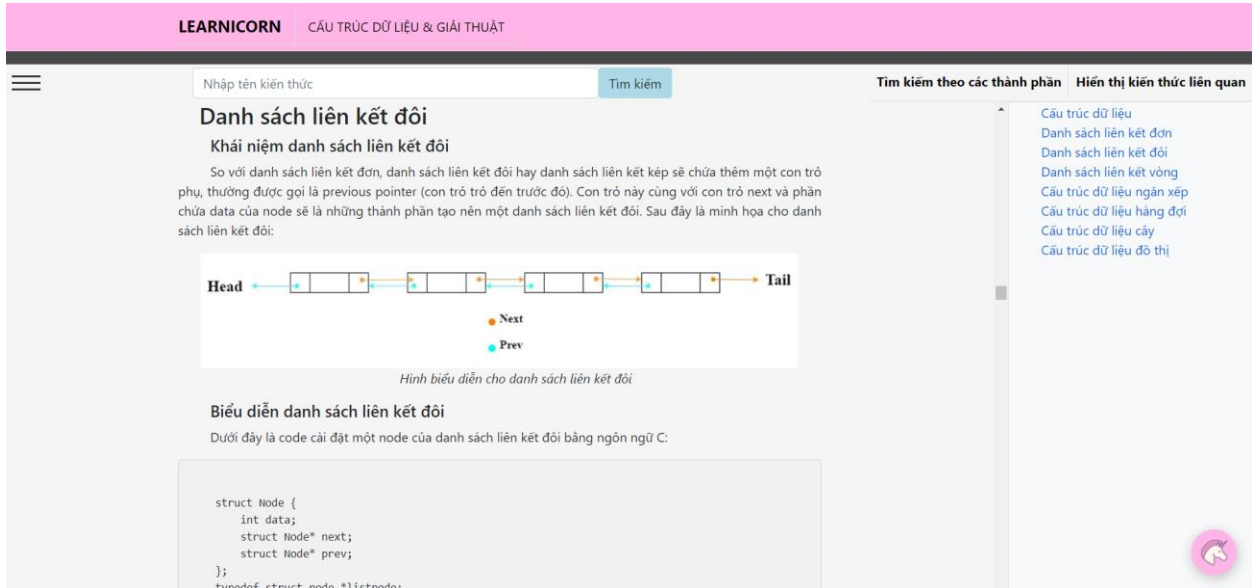 LEARNICORN CẤU TRÚC DỮ LIỆU & GIẢI THUẬT
Nhập tên kiến thức
Tìm kiếm
Tìm kiếm theo các thành phần
Hiển thị kiến thức liên quan
Danh sách liên kết đôi
Khái niệm danh sách liên kết đôi
So với danh sách liên kết đơn, danh sách liên kết đôi hay danh sách liên kết kép sẽ chứa thêm một con trỏ
phụ, thường được gọi là previous pointer (con trỏ trỏ đến trước đó). Con trỏ này cùng với con trỏ next và phần
chứa data của node sẽ là những thành phần tạo nên một danh sách liên kết đôi. Sau đây là minh họa cho danh
sách liên kết đôi:
Head
Tail
Next
Prev
Hình biểu diễn cho danh sách liên kết đôi
Biểu diễn danh sách liên kết đôi
Dưới đây là code cài đặt một node của danh sách liên kết đôi bằng ngôn ngữ C:
struct Node {
int data;
struct Node* next;
struct Node* prev;
};
typedef struct node *listnode;
Cấu trúc dữ liệu
Danh sách liên kết đơn
Danh sách liên kết đôi
Danh sách liên kết vòng
Cấu trúc dữ liệu ngăn xếp
Cấu trúc dữ liệu hàng đợi
Cấu trúc dữ liệu cây
Cấu trúc dữ liệu đồ thị